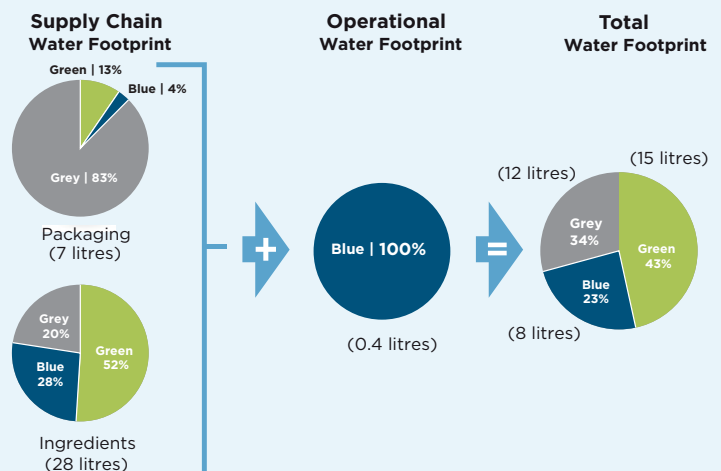 Supply Chain
Water Footprint
Green | 13%
Blue | 4%
Grey | 83%
Packaging
(7 litres)
Grey
20%
Green
52%
Blue
28%
Ingredients
(28 litres)
+
Operational
Water Footprint
Blue | 100%
(0.4 litres)
=
Total
Water Footprint
(15 litres)
(12 litres)
Grey
34%
Green
43%
Blue
23%
(8 litres)